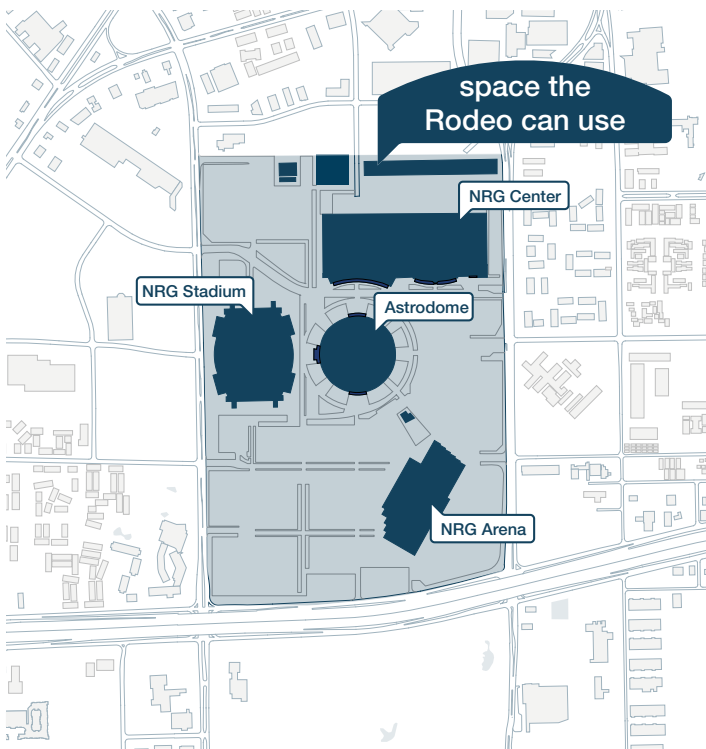 space the
Rodeo can use
NRG Center
NRG Stadium
Astrodome
NRG Arena